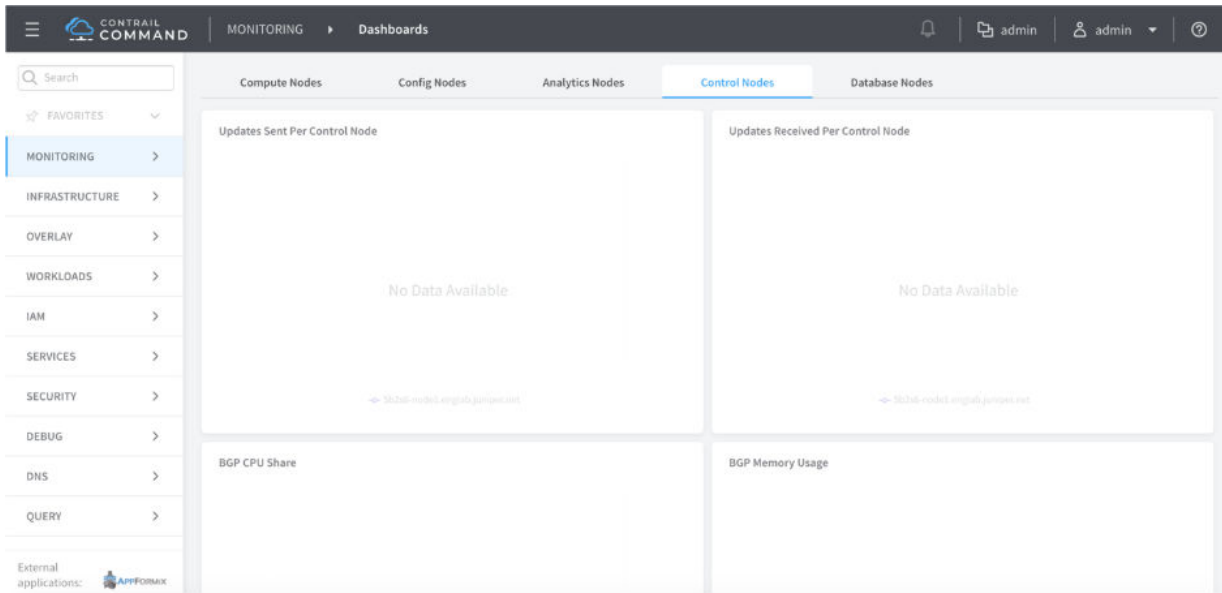 CONTRAIL
COMMAND
MONITORING
Dashboards
admin
admin
Search
FAVORITES
MONITORING
INFRASTRUCTURE
OVERLAY
WORKLOADS
IAM
SERVICES
SECURITY
DEBUG
DNS
QUERY
External
applications:
APPFORMIX
Compute Nodes
Config Nodes
Analytics Nodes
Control Nodes
Database Nodes
Updates Sent Per Control Node
No Data Available
Updates Received Per Control Node
No Data Available
BGP CPU Share
BGP Memory Usage